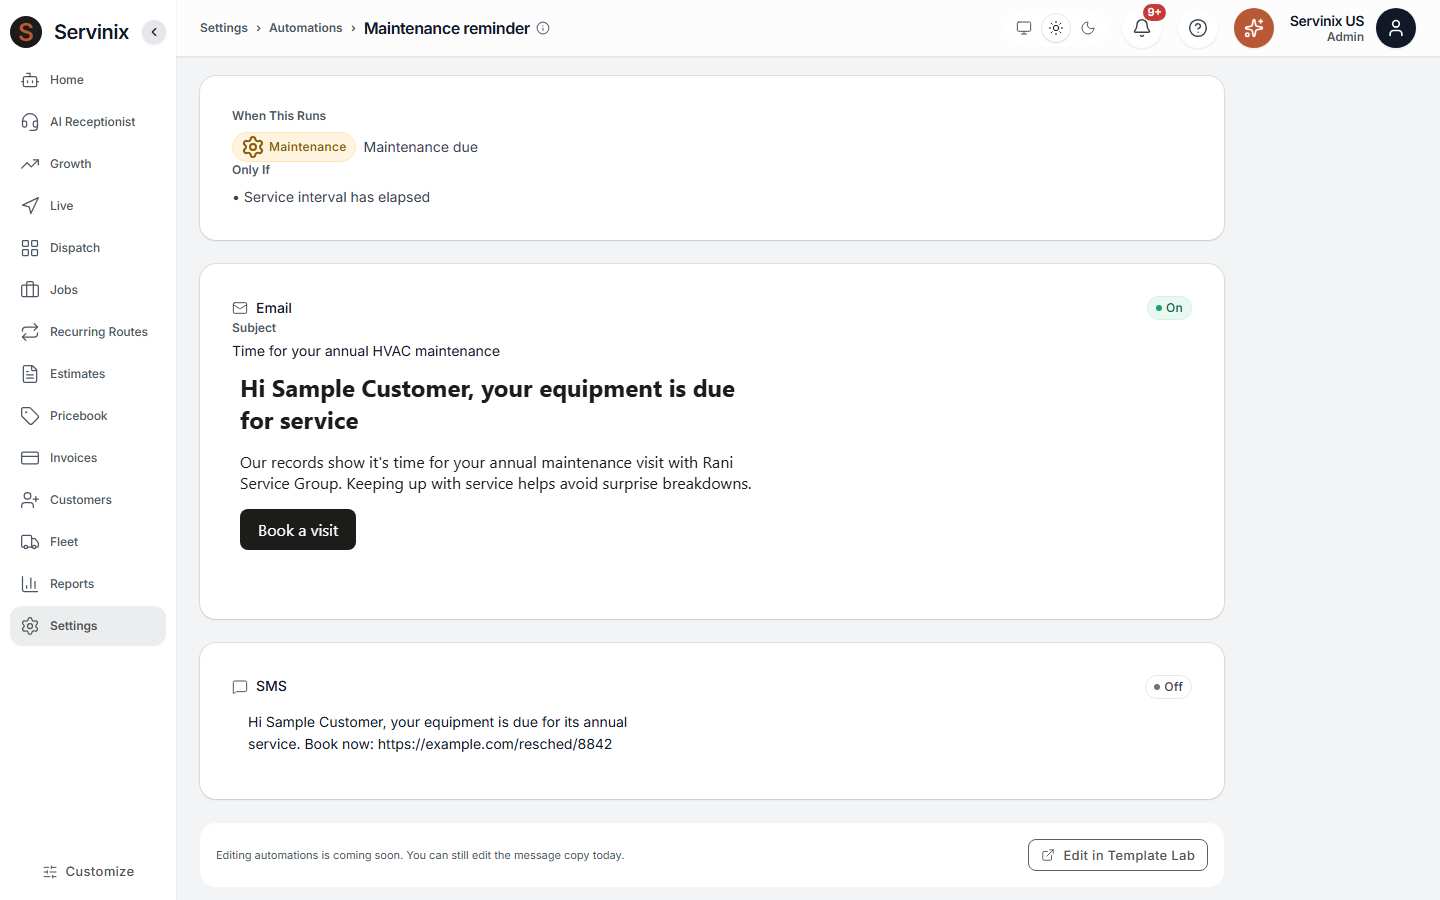 Servinix
Home
AI Receptionist
Growth
Live
Dispatch
Jobs
Recurring Routes
Estimates
Pricebook
Invoices
Customers
Fleet
Reports
Settings
Customize
Settings › Automations › Maintenance reminder
9+
Servinix US
Admin
When This Runs
Maintenance Maintenance due
Only If
• Service interval has elapsed
Email
On
Subject
Time for your annual HVAC maintenance
Hi Sample Customer, your equipment is due
for service
Our records show it's time for your annual maintenance visit with Rani
Service Group. Keeping up with service helps avoid surprise breakdowns.
Book a visit
SMS
Off
Hi Sample Customer, your equipment is due for its annual
service. Book now: https://example.com/resched/8842
Editing automations is coming soon. You can still edit the message copy today.
Edit in Template Lab